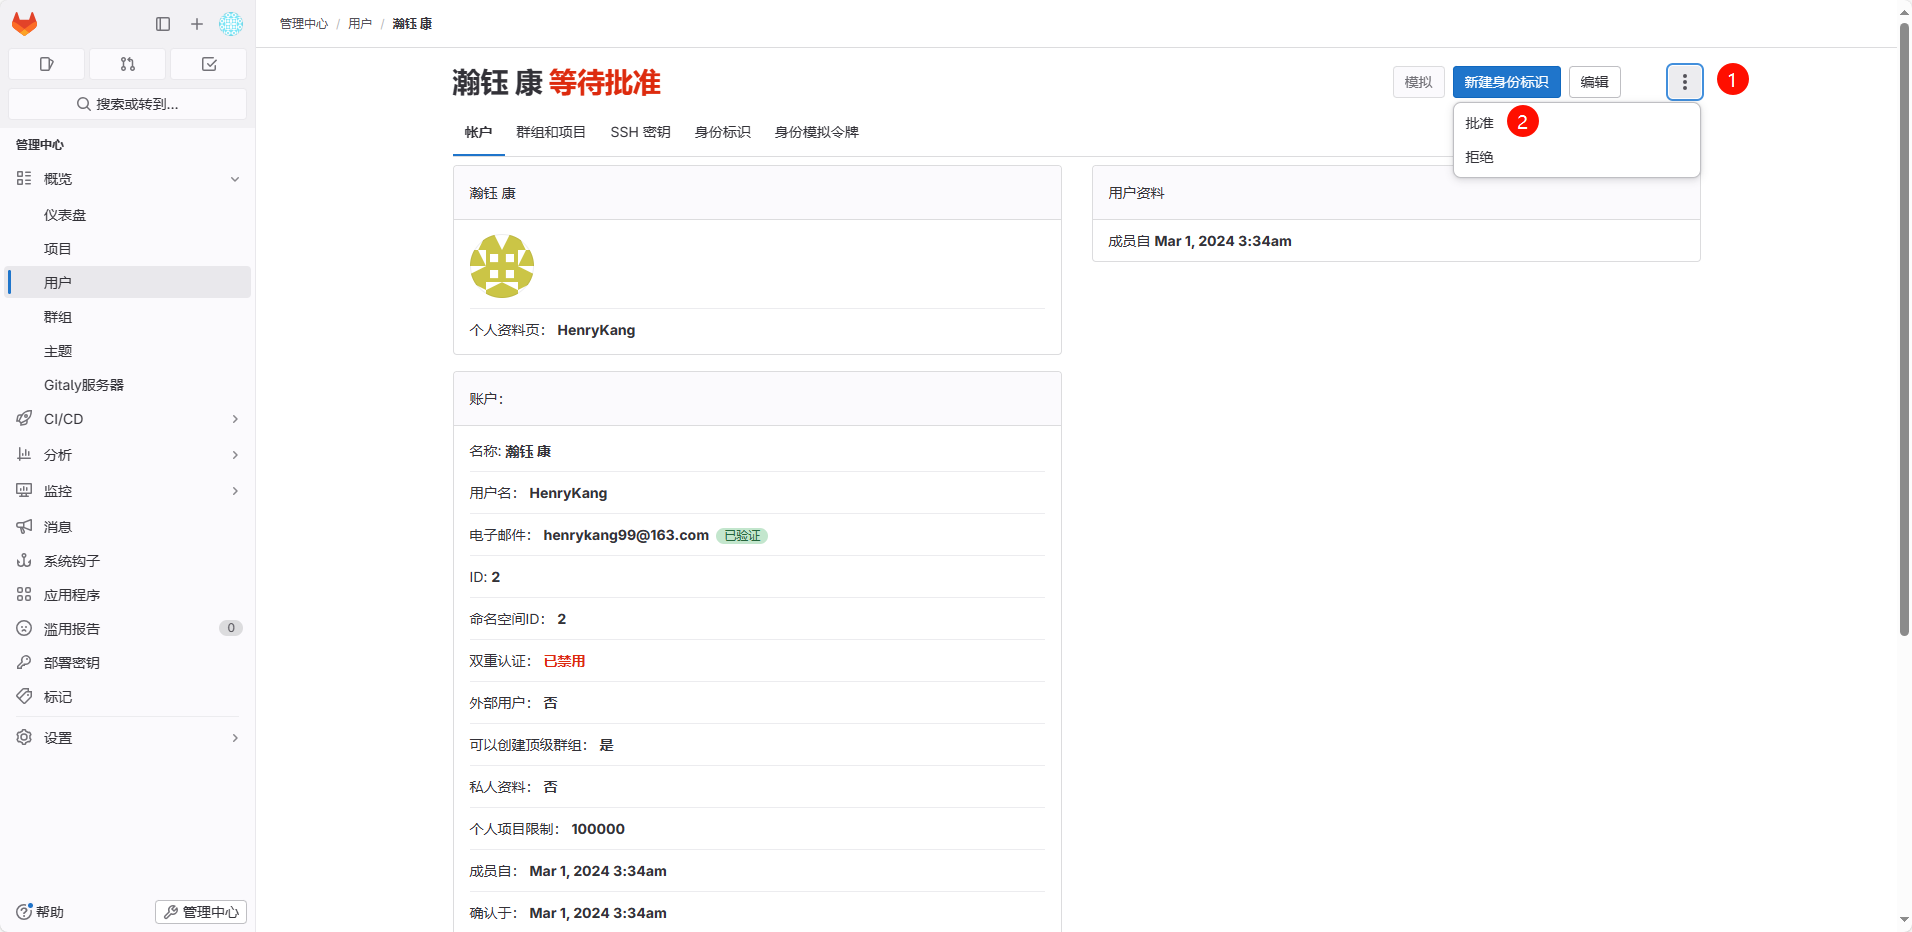 管理中心 / 用户 / 瀚钰 康
搜索或转到...
管理中心
概览
仪表盘
项目
用户
群组
主题
Gitaly服务器
CI/CD
分析
监控
消息
系统钩子
应用程序
滥用报告 0
部署密钥
标记
设置
帮助
管理中心
瀚钰 康 等待批准
模拟
新建身份标识
编辑
1
批准 2
拒绝
帐户
群组和项目
SSH 密钥
身份标识
身份模拟令牌
瀚钰 康
个人资料页： HenryKang
账户：
名称: 瀚钰 康
用户名： HenryKang
电子邮件： henrykang99@163.com 已验证
ID: 2
命名空间ID： 2
双重认证： 已禁用
外部用户： 否
可以创建顶级群组： 是
私人资料： 否
个人项目限制： 100000
成员自： Mar 1, 2024 3:34am
确认于： Mar 1, 2024 3:34am
用户资料
成员自 Mar 1, 2024 3:34am